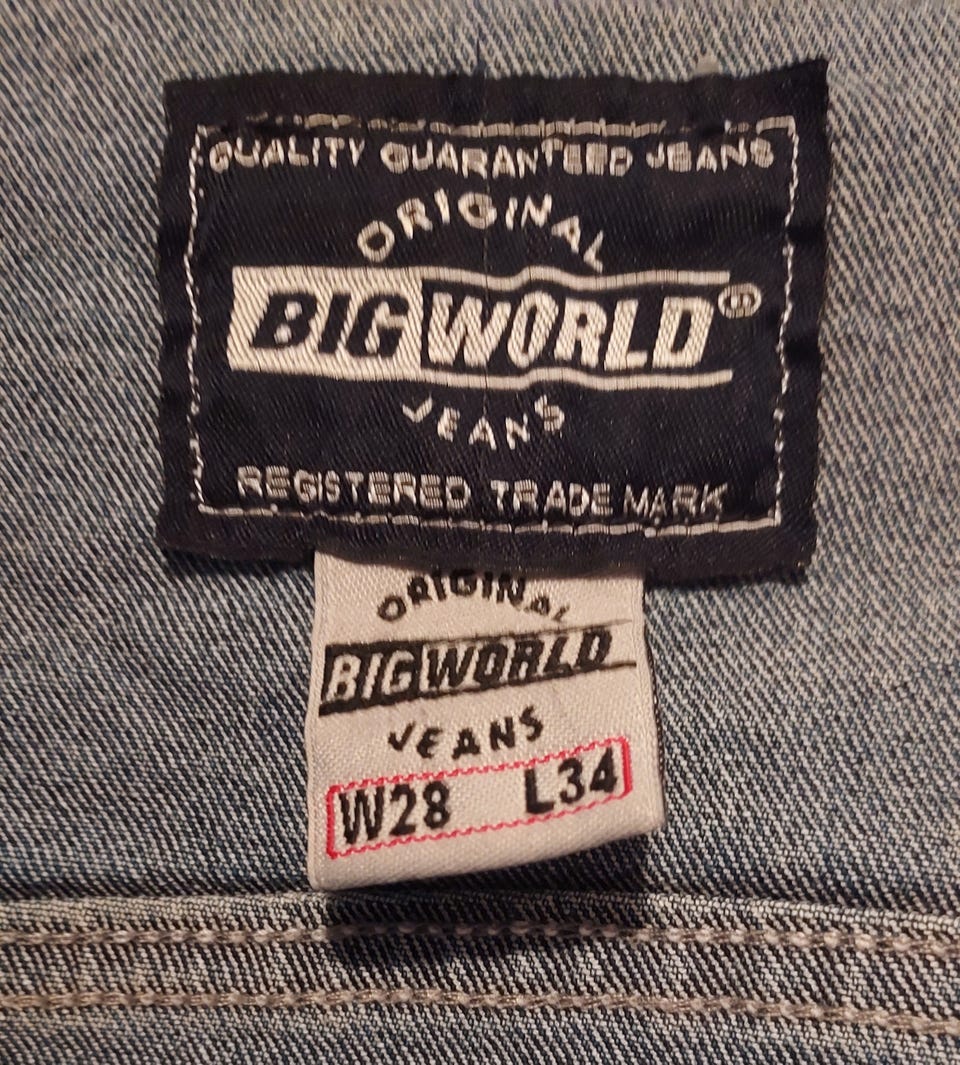 QUALITY GUARANTEED JEANS
ORIGINAL
BIG WORLD®
JEANS
REGISTERED TRADE MARK
ORIGINAL
BIG WORLD
JEANS
W28 L34